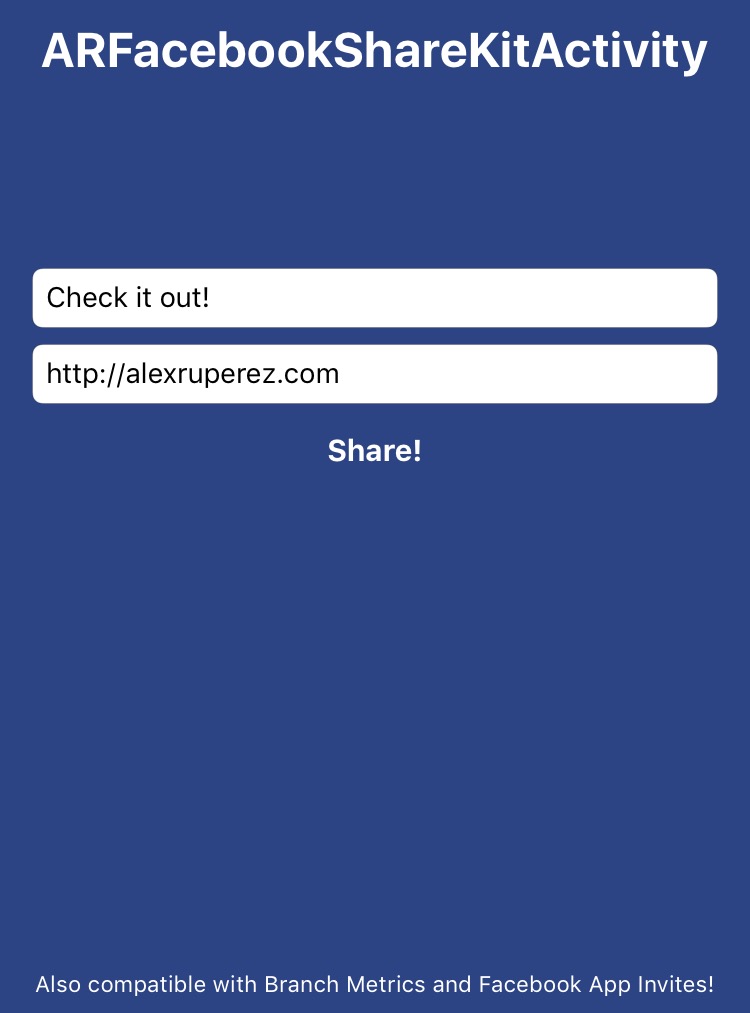 ARFacebookShareKitActivity
Check it out!
http://alexruperez.com
Share!
Also compatible with Branch Metrics and Facebook App Invites!